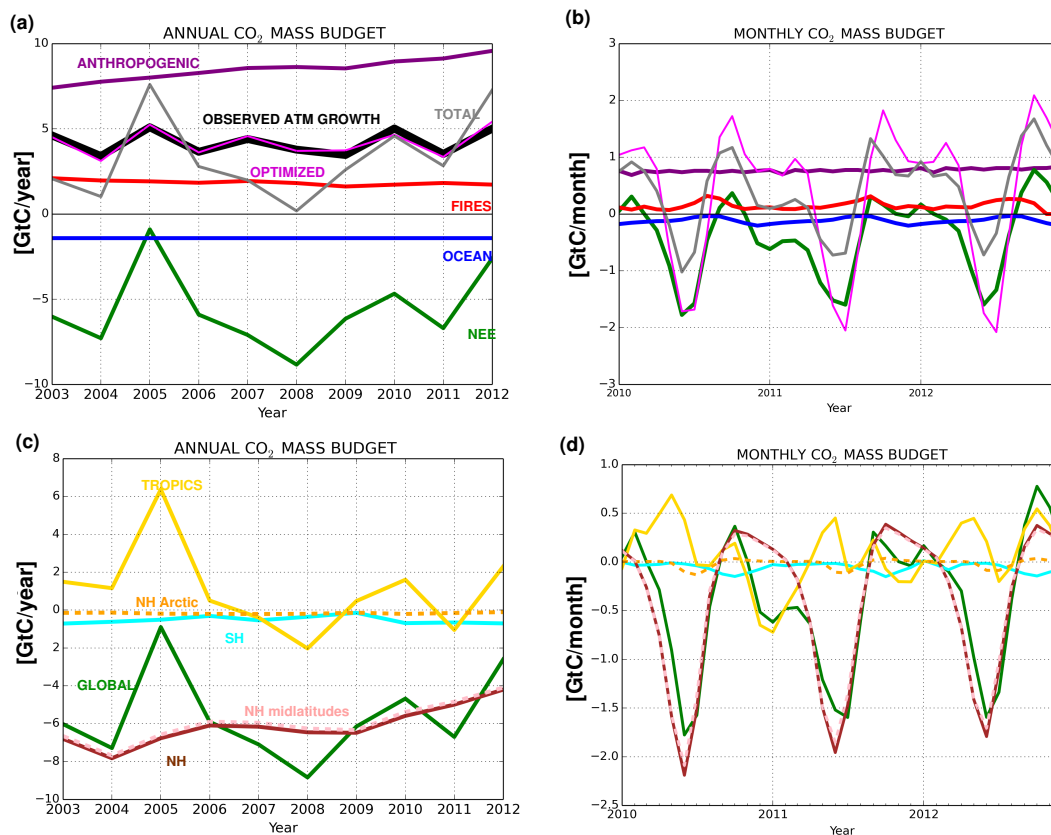 (a)
ANNUAL CO₂ MASS BUDGET
10
5
0
−5
−10
[GtC/year]
ANTHROPOGENIC
OBSERVED ATM GROWTH
TOTAL
OPTIMIZED
FIRES
OCEAN
NEE
2003 2004 2005 2006 2007 2008 2009 2010 2011 2012
Year
(b)
MONTHLY CO₂ MASS BUDGET
3
2
1
0
−1
−2
−3
[GtC/month]
2010 2011 2012
Year
(c)
ANNUAL CO₂ MASS BUDGET
8
6
4
2
0
2
−4
−6
−8
−10
[GtC/year]
TROPICS
NH Arctic
SH
GLOBAL
NH midlatitudes
NH
2003 2004 2005 2006 2007 2008 2009 2010 2011 2012
Year
(d)
MONTHLY CO₂ MASS BUDGET
1.0
0.5
0.0
−0.5
−1.0
−1.5
−2.0
−2.5
[GtC/month]
2010 2011 2012
Year